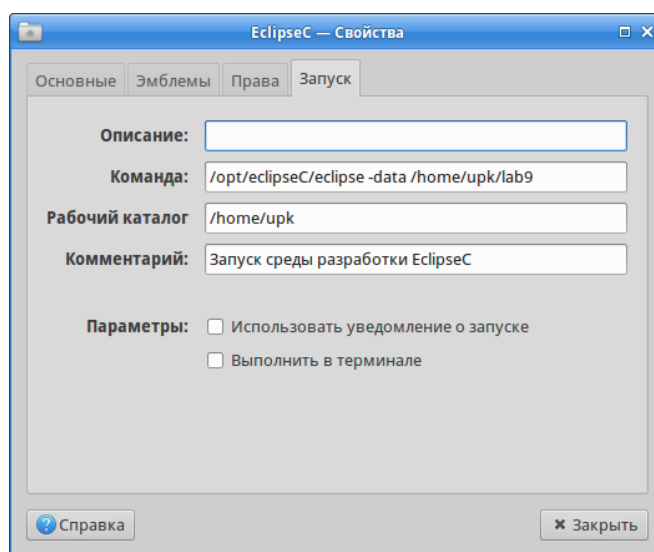 EclipseC — Свойства
Основные Эмблемы Права Запуск
Описание:
Команда: /opt/eclipseC/eclipse -data /home/upk/lab9
Рабочий каталог /home/upk
Комментарий: Запуск среды разработки EclipseC
Параметры: Использовать уведомление о запуске
Выполнить в терминале
Справка Закрыть